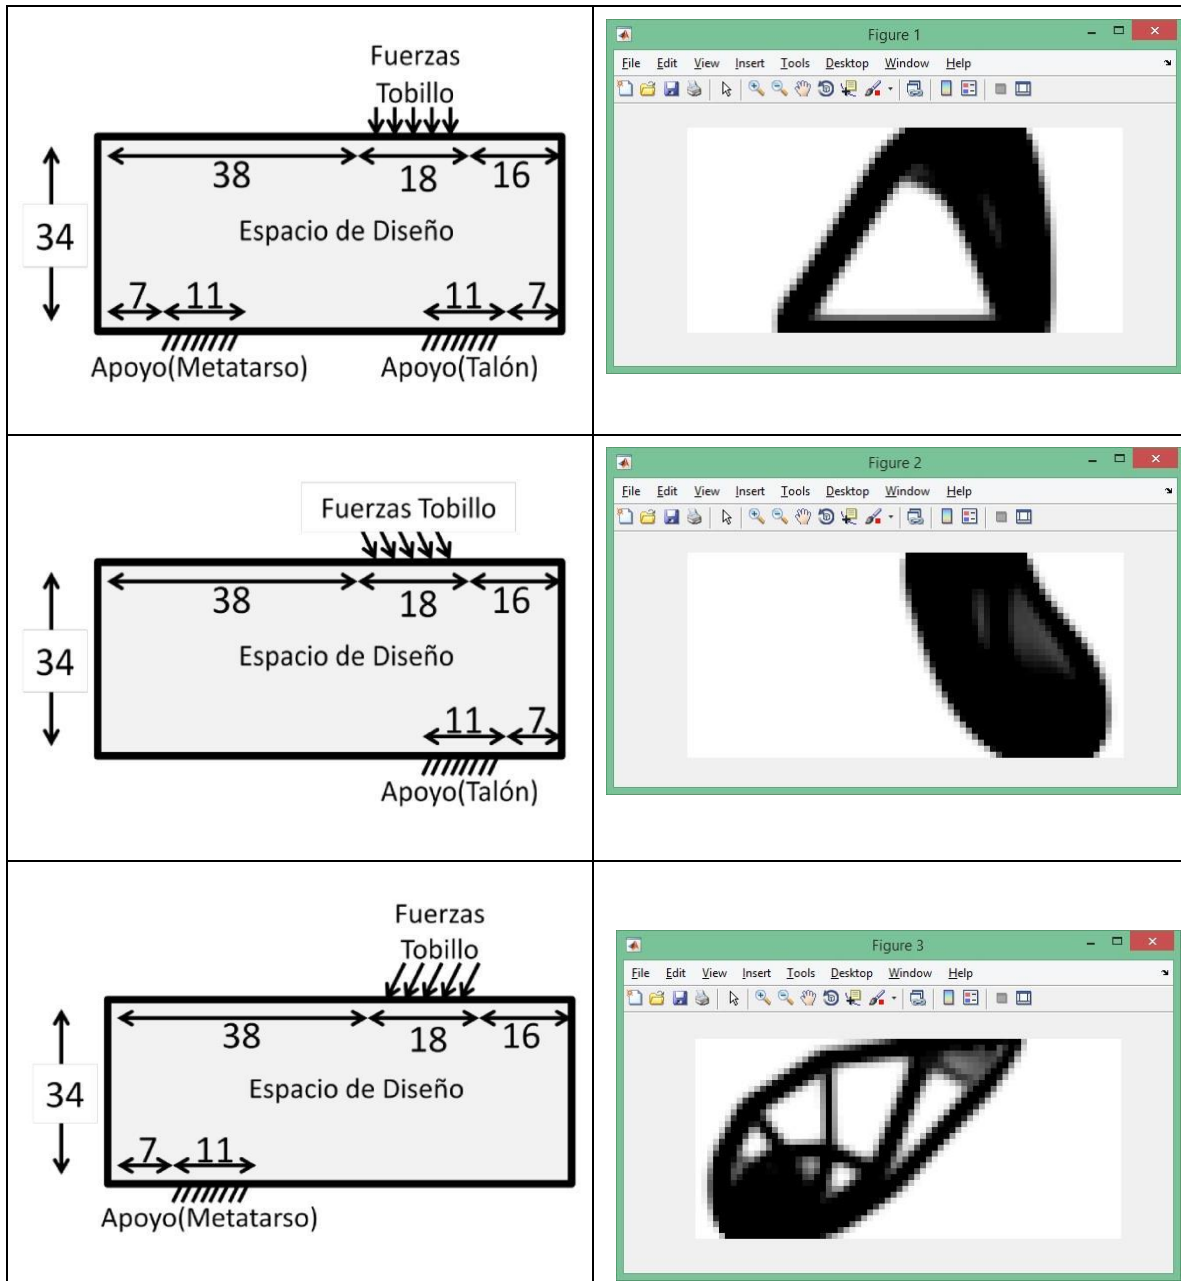 Fuerzas
Tobillo
38 18 16
34
Espacio de Diseño
7 11 11 7
Apoyo(Metatarso) Apoyo(Talón)
Figure 1
File Edit View Insert Tools Desktop Window Help
Fuerzas Tobillo
38 18 16
34
Espacio de Diseño
11 7
Apoyo(Talón)
Figure 2
File Edit View Insert Tools Desktop Window Help
Fuerzas
Tobillo
38 18 16
34
Espacio de Diseño
7 11
Apoyo(Metatarso)
Figure 3
File Edit View Insert Tools Desktop Window Help